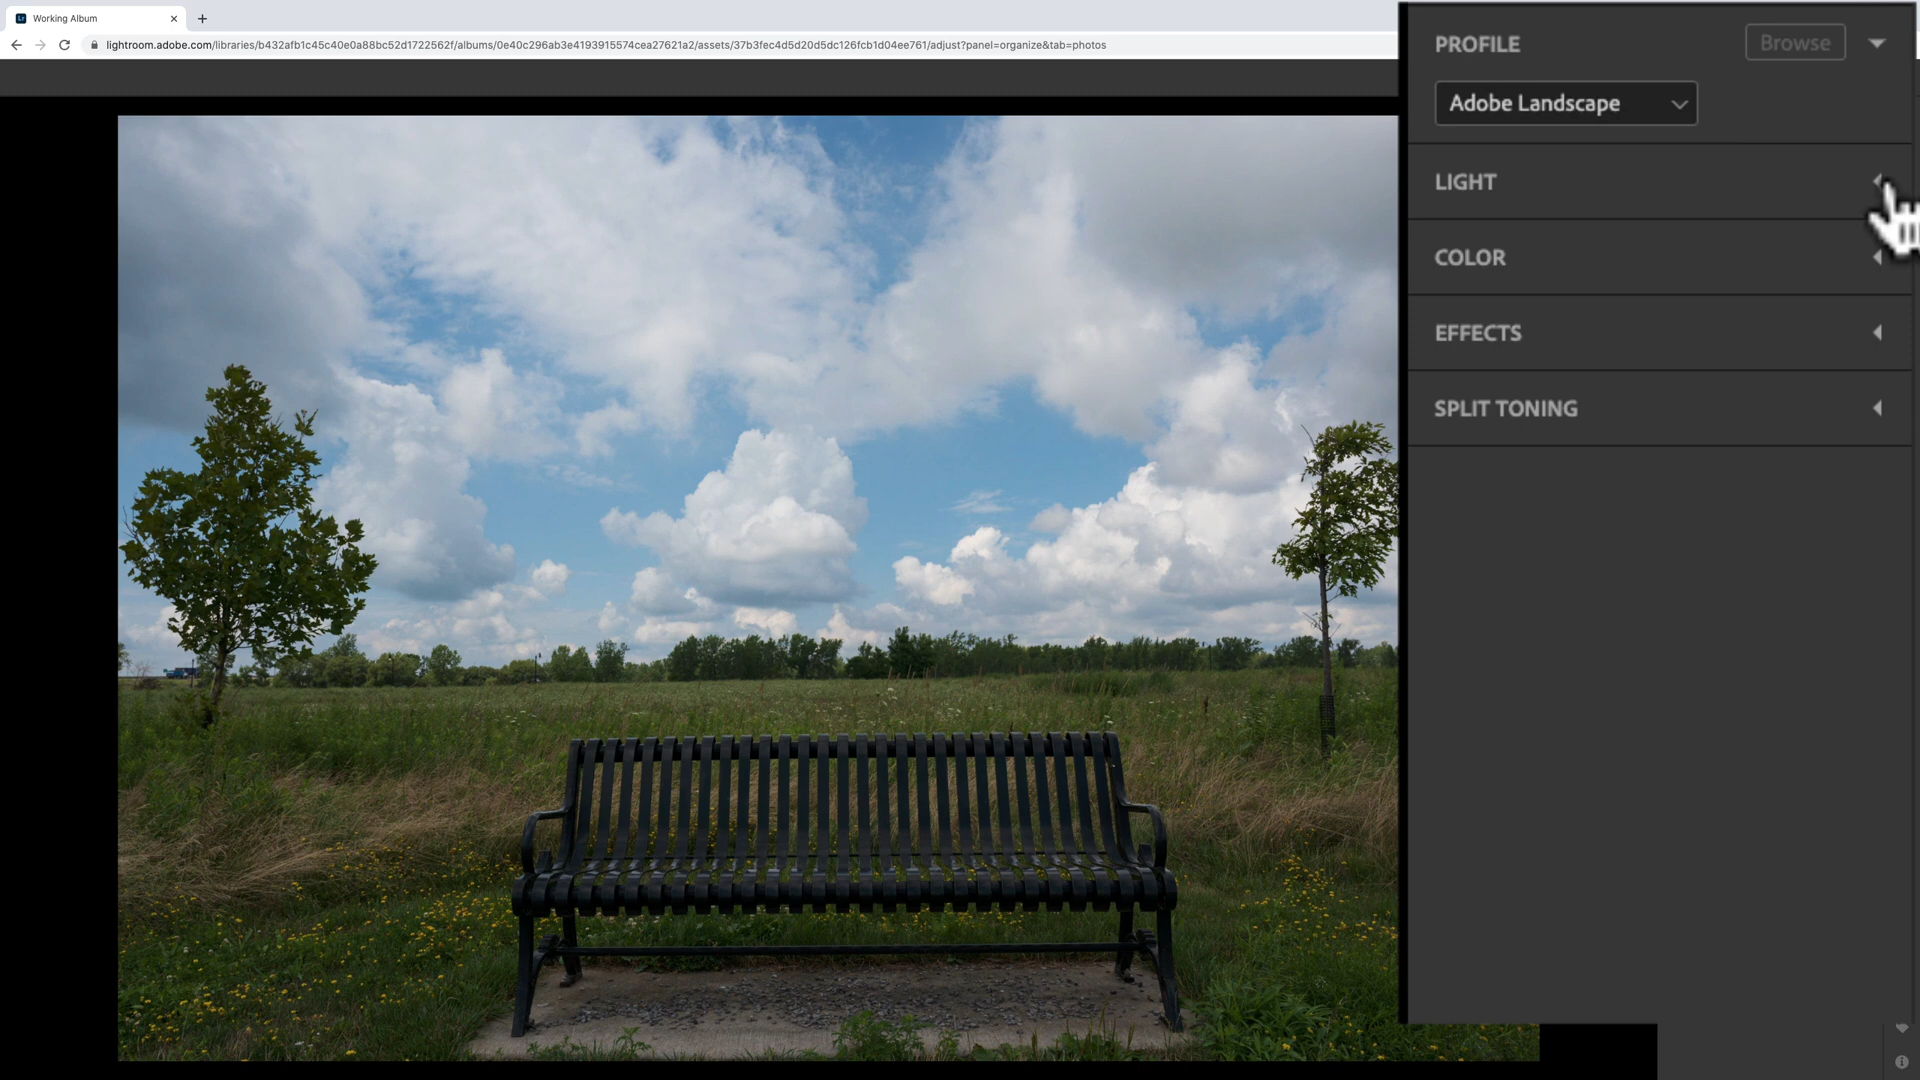 Working Album
lightroom.adobe.com/libraries/b432afb1c45c40e0a88bc52d1722562f/albums/0e40c296ab3e4193915574cea27621a2/assets/37b3fec4d5d20d5dc126fcb1d04ee761/adjust?panel=organize&tab=photos
PROFILE Browse
Adobe Landscape
LIGHT
COLOR
EFFECTS
SPLIT TONING